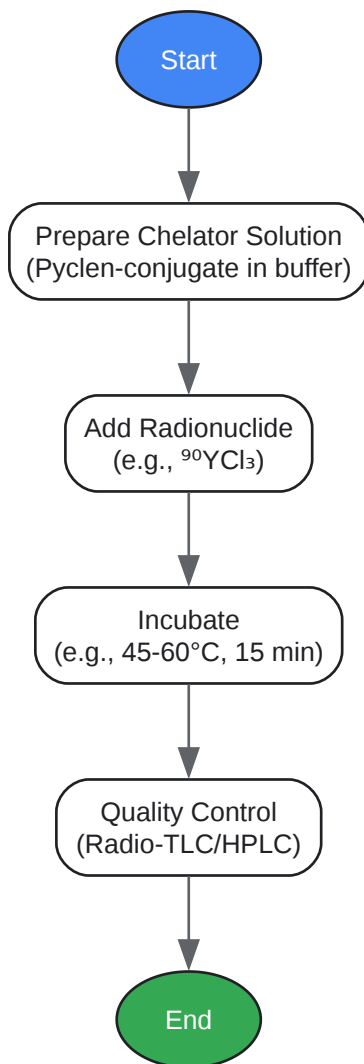 Start
Prepare Chelator Solution
(Pyclen-conjugate in buffer)
Add Radionuclide
(e.g., ⁹⁰YCl₃)
Incubate
(e.g., 45-60°C, 15 min)
Quality Control
(Radio-TLC/HPLC)
End